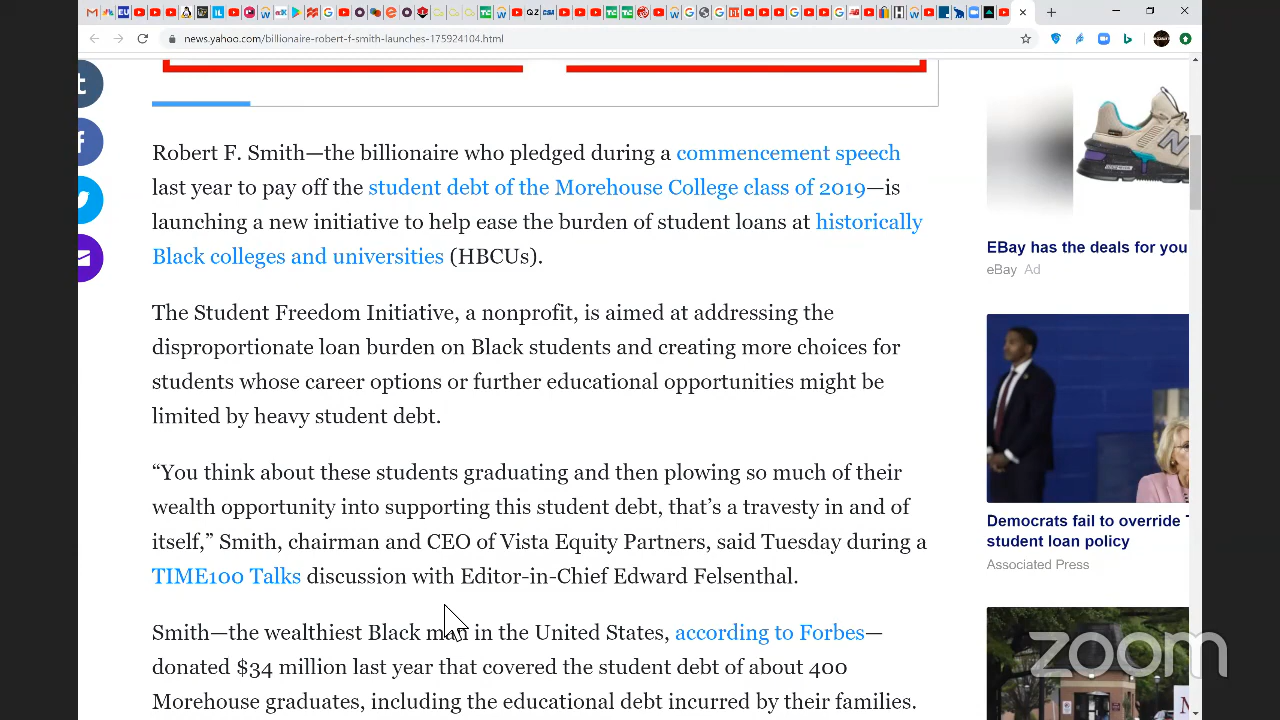 news.yahoo.com/billionaire-robert-f-smith-launches-175924104.html
Robert F. Smith—the billionaire who pledged during a commencement speech
last year to pay off the student debt of the Morehouse College class of 2019—is
launching a new initiative to help ease the burden of student loans at historically
Black colleges and universities (HBCUs).
The Student Freedom Initiative, a nonprofit, is aimed at addressing the
disproportionate loan burden on Black students and creating more choices for
students whose career options or further educational opportunities might be
limited by heavy student debt.
“You think about these students graduating and then plowing so much of their
wealth opportunity into supporting this student debt, that’s a travesty in and of
itself,” Smith, chairman and CEO of Vista Equity Partners, said Tuesday during a
TIME100 Talks discussion with Editor-in-Chief Edward Felsenthal.
Smith—the wealthiest Black man in the United States, according to Forbes—
donated $34 million last year that covered the student debt of about 400
Morehouse graduates, including the educational debt incurred by their families.
EBay has the deals for you
eBay Ad
Democrats fail to override
student loan policy
Associated Press
zoom